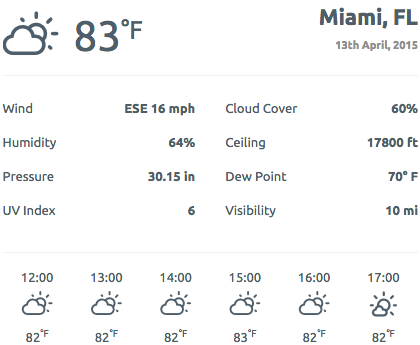 83°F
Miami, FL
13th April, 2015
Wind ESE 16 mph Cloud Cover 60%
Humidity 64% Ceiling 17800 ft
Pressure 30.15 in Dew Point 70° F
UV Index 6 Visibility 10 mi
12:00 13:00 14:00 15:00 16:00 17:00
82°F 82°F 82°F 83°F 82°F 82°F